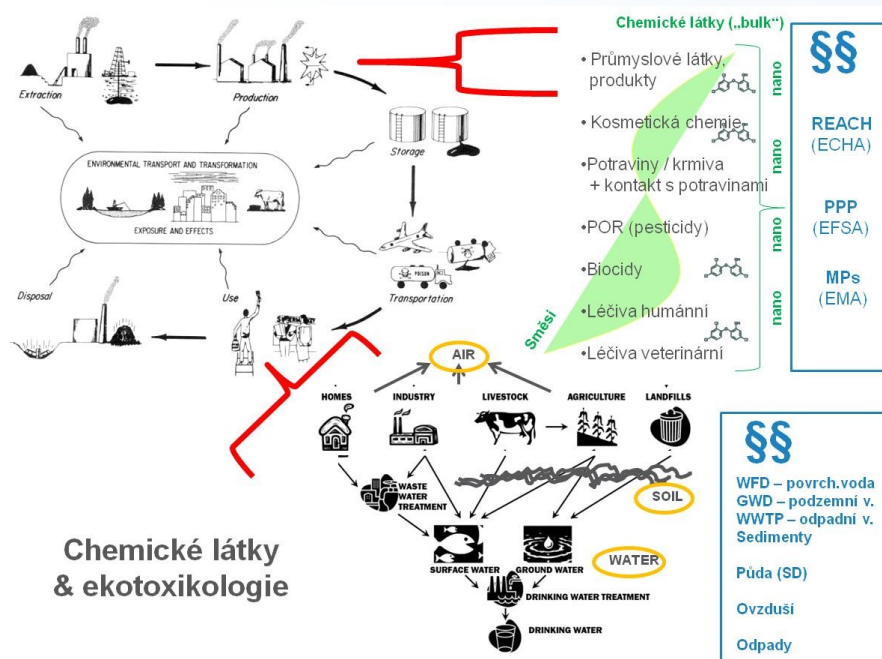 Chemické látky („bulk“)
Extraction
Production
Storage
ENVIRONMENTAL TRANSPORT AND TRANSFORMATION
EXPOSURE AND EFFECTS
POISON
Transportation
Disposal
Use
• Průmyslové látky,
produkty
• Kosmetická chemie
• Potraviny / krmiva
+ kontakt s potravinami
• POR (pesticidy)
• Biocidy
• Léčiva humánní
• Léčiva veterinární
Směsí
nano
nano
nano
nano
§§
REACH
(ECHA)
PPP
(EFSA)
MPs
(EMA)
AIR
HOMES
INDUSTRY
LIVESTOCK
AGRICULTURE
LANDFILLS
WASTE
WATER
TREATMENT
SOIL
SURFACE WATER
GROUND WATER
WATER
DRINKING WATER TREATMENT
DRINKING WATER
Chemické látky
& ekotoxikologie
§§
WFD – povrch.voda
GWD – podzemní v.
WWTP – odpadní v.
Sedimenty
Půda (SD)
Ovzduší
Odpady